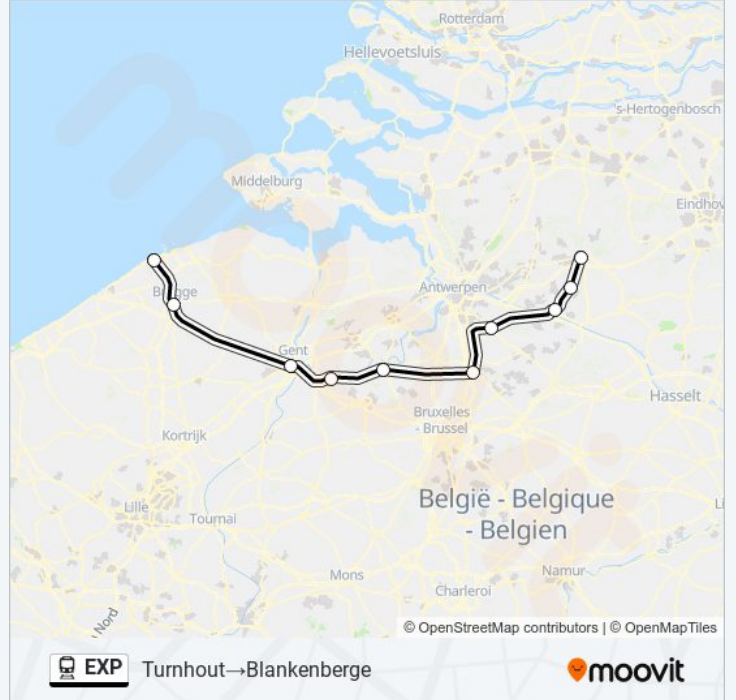 Rotterdam
Hellevoetsluis
's-Hertogenbosch
Middelburg
Eindhov
Antwerpen
Gent
Hasselt
Bruxelles
- Brussel
Kortrijk
België - Belgique
- Belgien
Lille
Tournai
Mons
Namur
Charleroi
Nord
© OpenStreetMap contributors | © OpenMapTiles
EXP Turnhout→Blankenberge
moovit